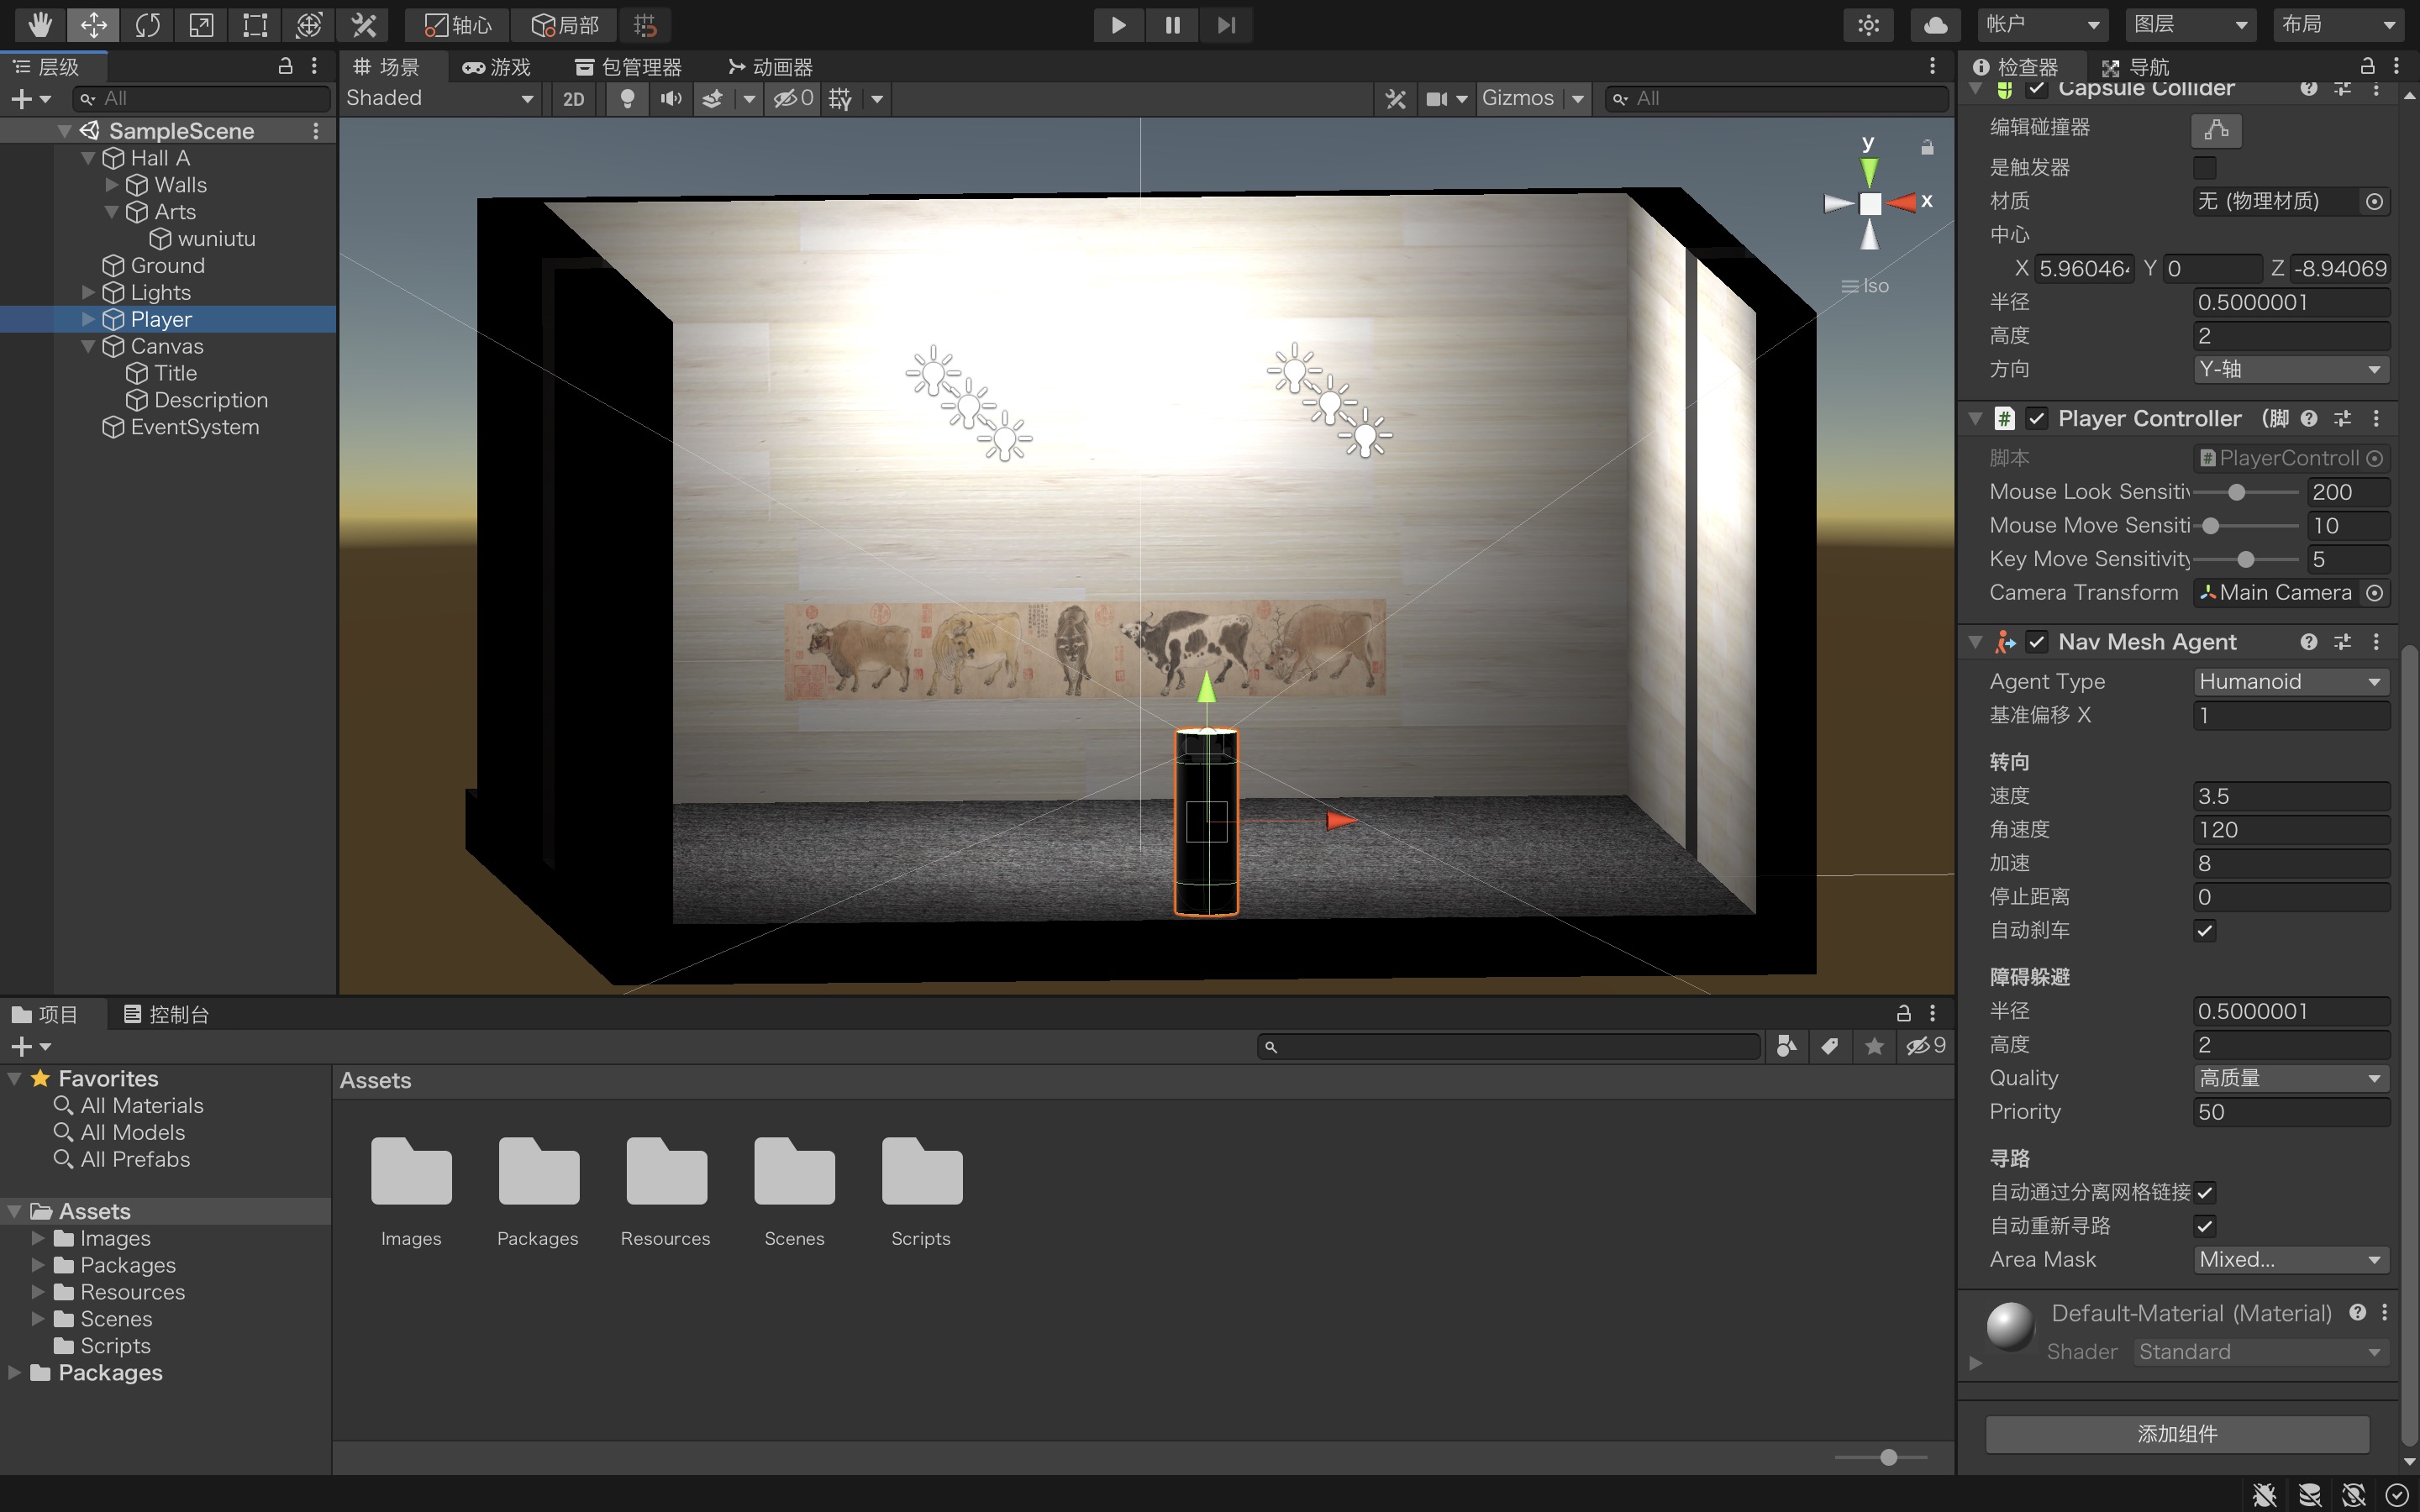 轴心 局部 帐户 图层 布局
层级
All
SampleScene
Hall A
Walls
Arts
wuniutu
Ground
Lights
Player
Canvas
Title
Description
EventSystem
场景 游戏 包管理器 动画器
Shaded 2D 0 Gizmos All
y
x
Iso
检查器 导航
Capsule Collider
编辑碰撞器
是触发器
材质 无 (物理材质)
中心
X 5.96046 Y 0 Z -8.94069
半径 0.5000001
高度 2
方向 Y-轴
# Player Controller (脚
脚本 # PlayerControll
Mouse Look Sensitiv 200
Mouse Move Sensiti 10
Key Move Sensitivity 5
Camera Transform Main Camera
Nav Mesh Agent
Agent Type Humanoid
基准偏移 X 1
转向
速度 3.5
角速度 120
加速 8
停止距离 0
自动刹车
障碍躲避
半径 0.5000001
高度 2
Quality 高质量
Priority 50
寻路
自动通过分离网格链接
自动重新寻路
Area Mask Mixed...
Default-Material (Material)
Shader Standard
添加组件
项目 控制台
9
Favorites
All Materials
All Models
All Prefabs
Assets
Images
Packages
Resources
Scenes
Scripts
Packages
Assets
Images Packages Resources Scenes Scripts